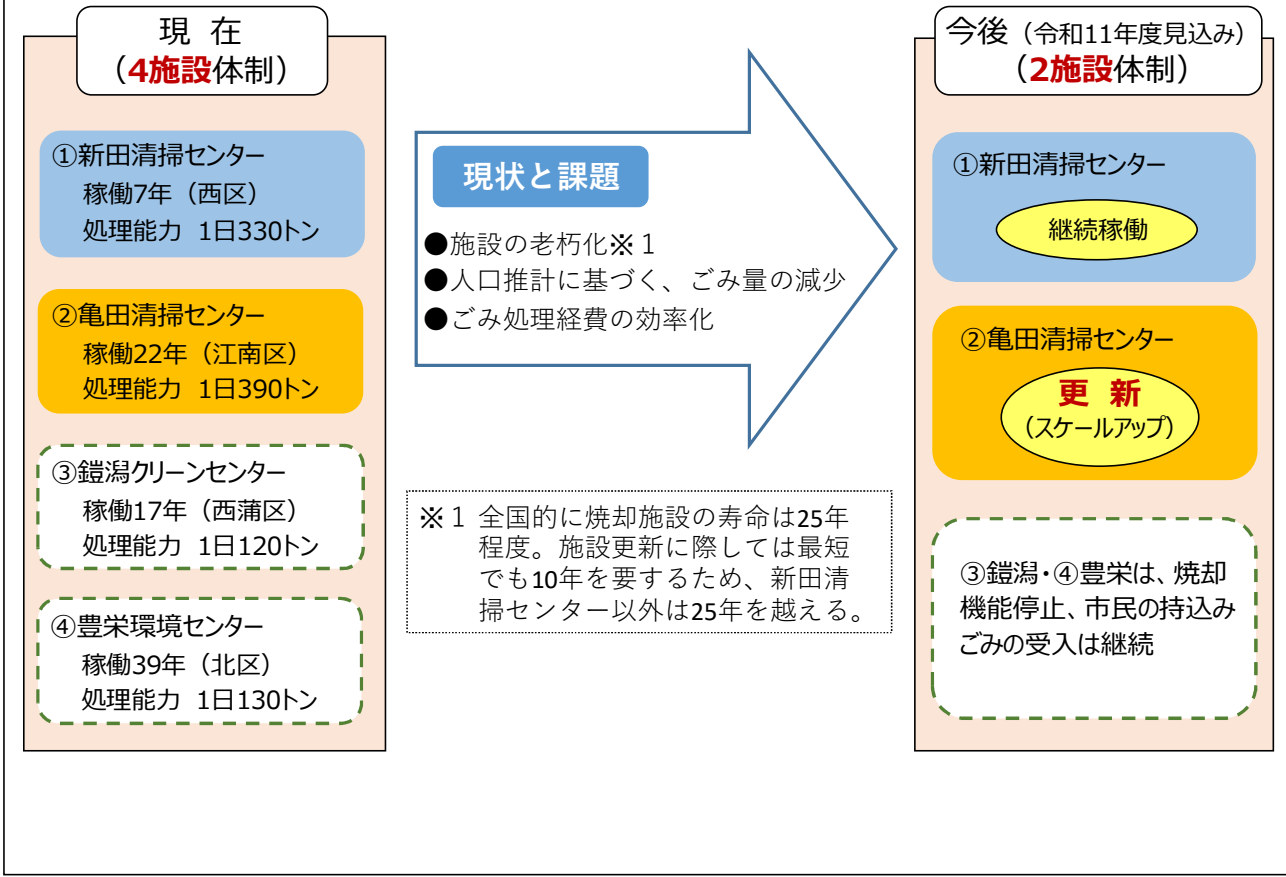 現 在
（4施設体制）
①新田清掃センター
稼働7年（西区）
処理能力 1日330トン
②亀田清掃センター
稼働22年（江南区）
処理能力 1日390トン
③鎧潟クリーンセンター
稼働17年（西蒲区）
処理能力 1日120トン
④豊栄環境センター
稼働39年（北区）
処理能力 1日130トン
現状と課題
●施設の老朽化※１
●人口推計に基づく、ごみ量の減少
●ごみ処理経費の効率化
※１ 全国的に焼却施設の寿命は25年
程度。施設更新に際しては最短
でも10年を要するため、新田清
掃センター以外は25年を越える。
今後（令和11年度見込み）
（2施設体制）
①新田清掃センター
継続稼働
②亀田清掃センター
更 新
（スケールアップ）
③鎧潟・④豊栄は、焼却
機能停止、市民の持込み
ごみの受入は継続